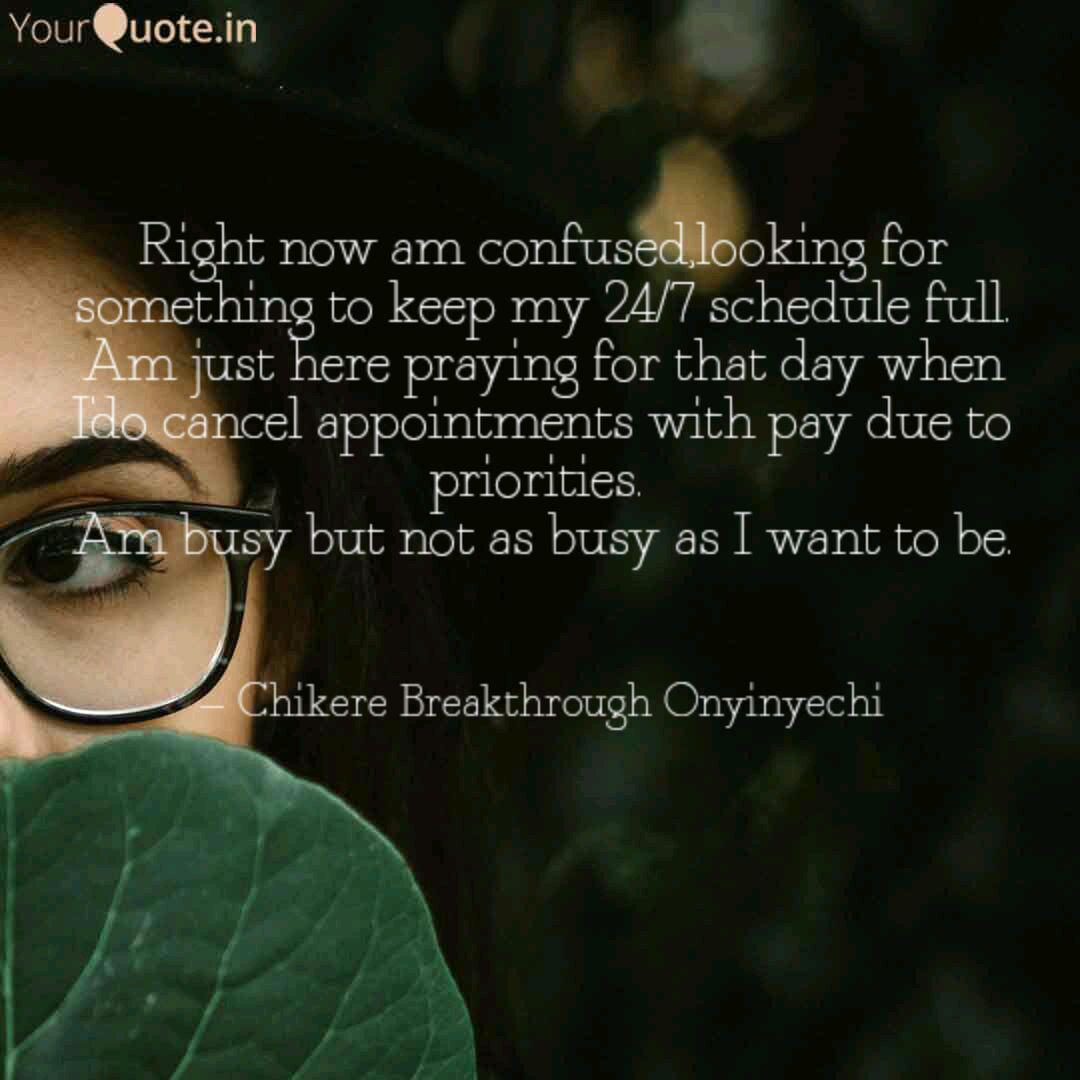 YourQuote.in
Right now am confused,looking for
something to keep my 24/7 schedule full.
Am just here praying for that day when
I'do cancel appointments with pay due to
priorities.
Am busy but not as busy as I want to be.
– Chikere Breakthrough Onyinyechi